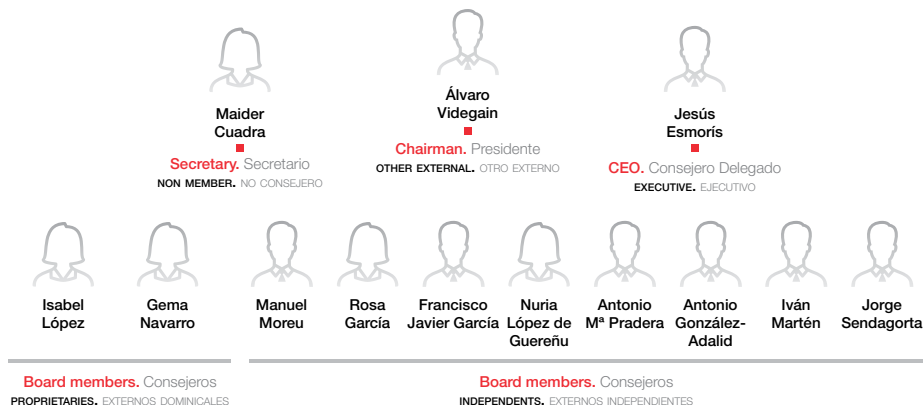 Maider
Cuadra
Secretary. Secretario
NON MEMBER. NO CONSEJERO
Álvaro
Videgain
Chairman. Presidente
OTHER EXTERNAL. OTRO EXTERNO
Jesús
Esmorís
CEO. Consejero Delegado
EXECUTIVE. EJECUTIVO
Isabel
López
Gema
Navarro
Manuel
Moreu
Rosa
García
Francisco
Javier García
Nuria
López de
Guereñu
Antonio
Mª Pradera
Antonio
González-
Adalid
Iván
Martén
Jorge
Sendagorta
Board members. Consejeros
PROPRIETARIES. EXTERNOS DOMINICALES
Board members. Consejeros
INDEPENDENTS. EXTERNOS INDEPENDIENTES